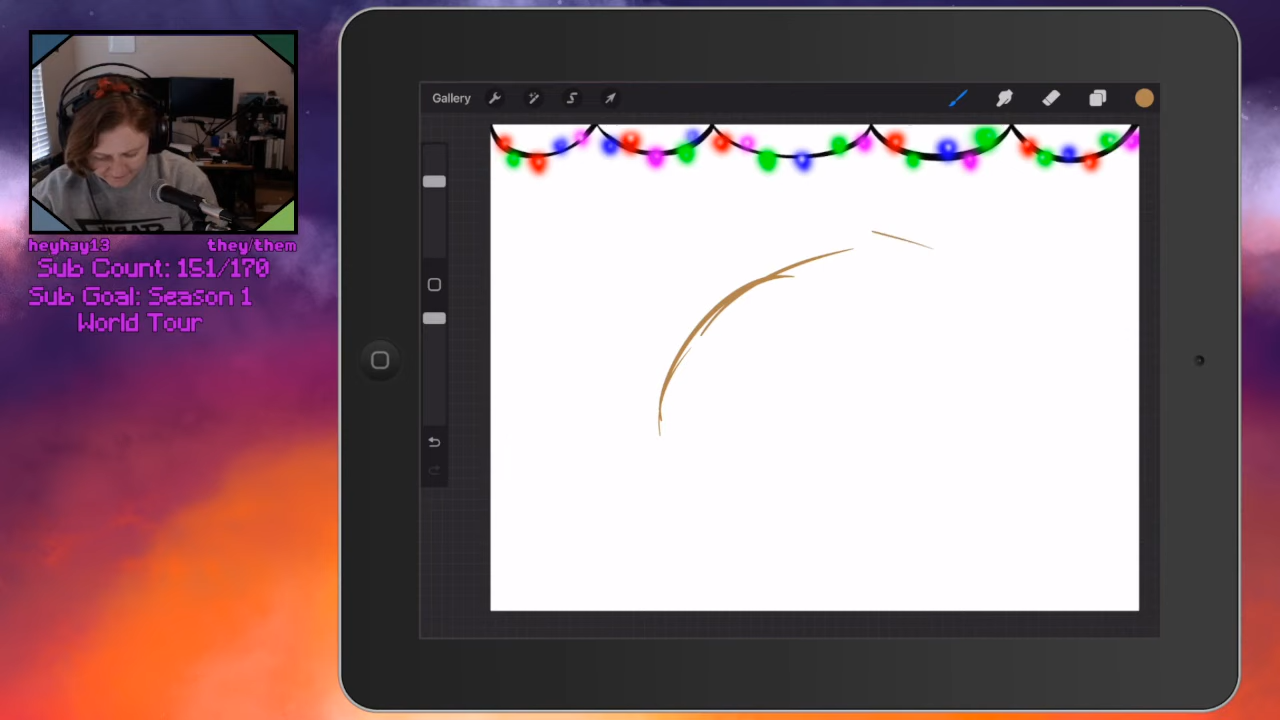 Gallery
heyhay13 they/them
Sub Count: 151/170
Sub Goal: Season 1
World Tour